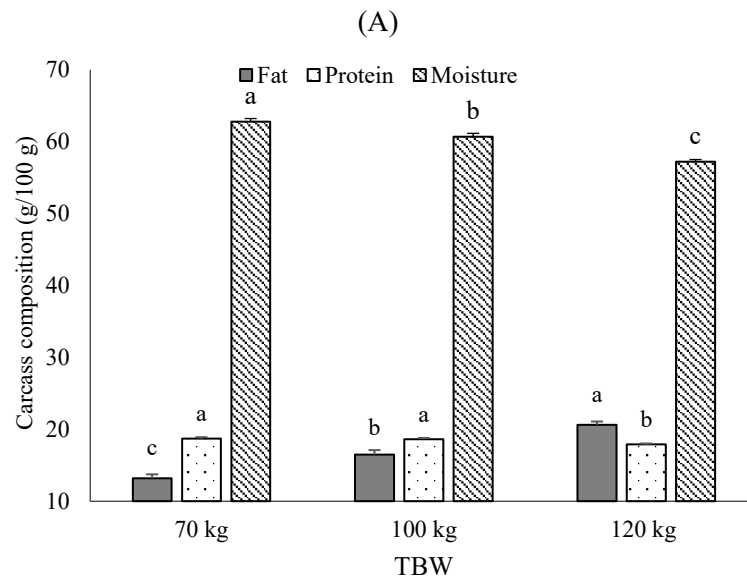 (A)
70
Fat Protein Moisture
a
b
60
c
50
Carcass composition (g/100 g)
40
30
a
20
a
b
a
b
c
10
70 kg 100 kg 120 kg
TBW